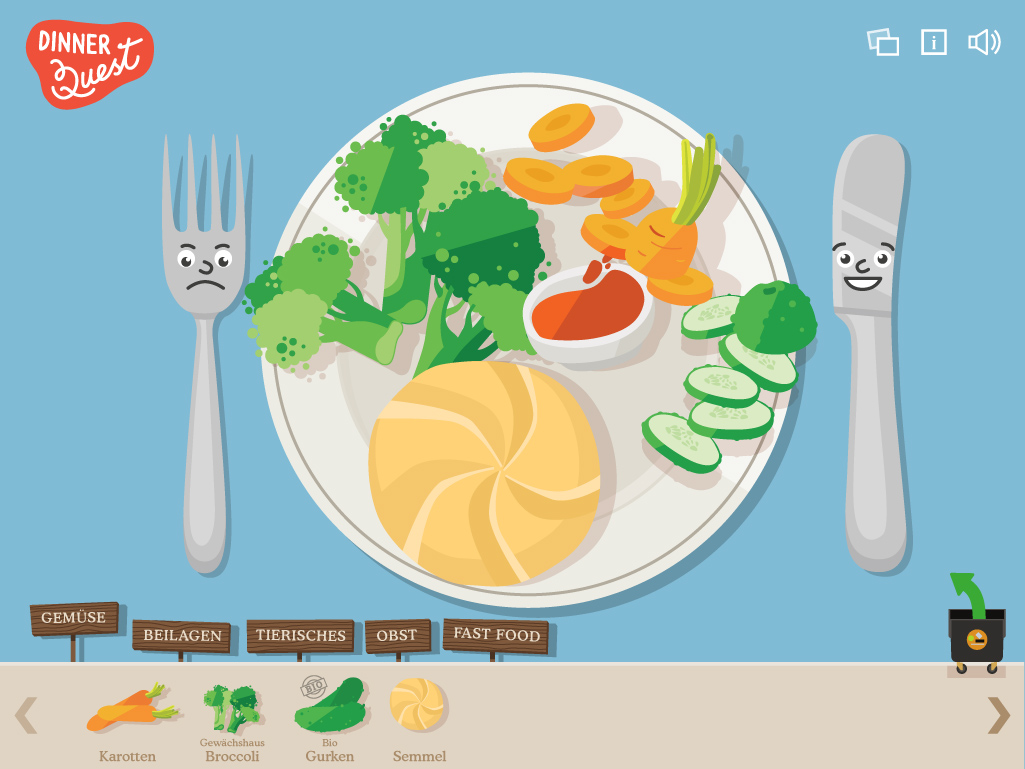 DINNER
Quest
i
GEMÜSE
BEILAGEN
TIERISCHES
OBST
FAST FOOD
BIO
Karotten
Gewächshaus
Broccoli
Bio
Gurken
Semmel